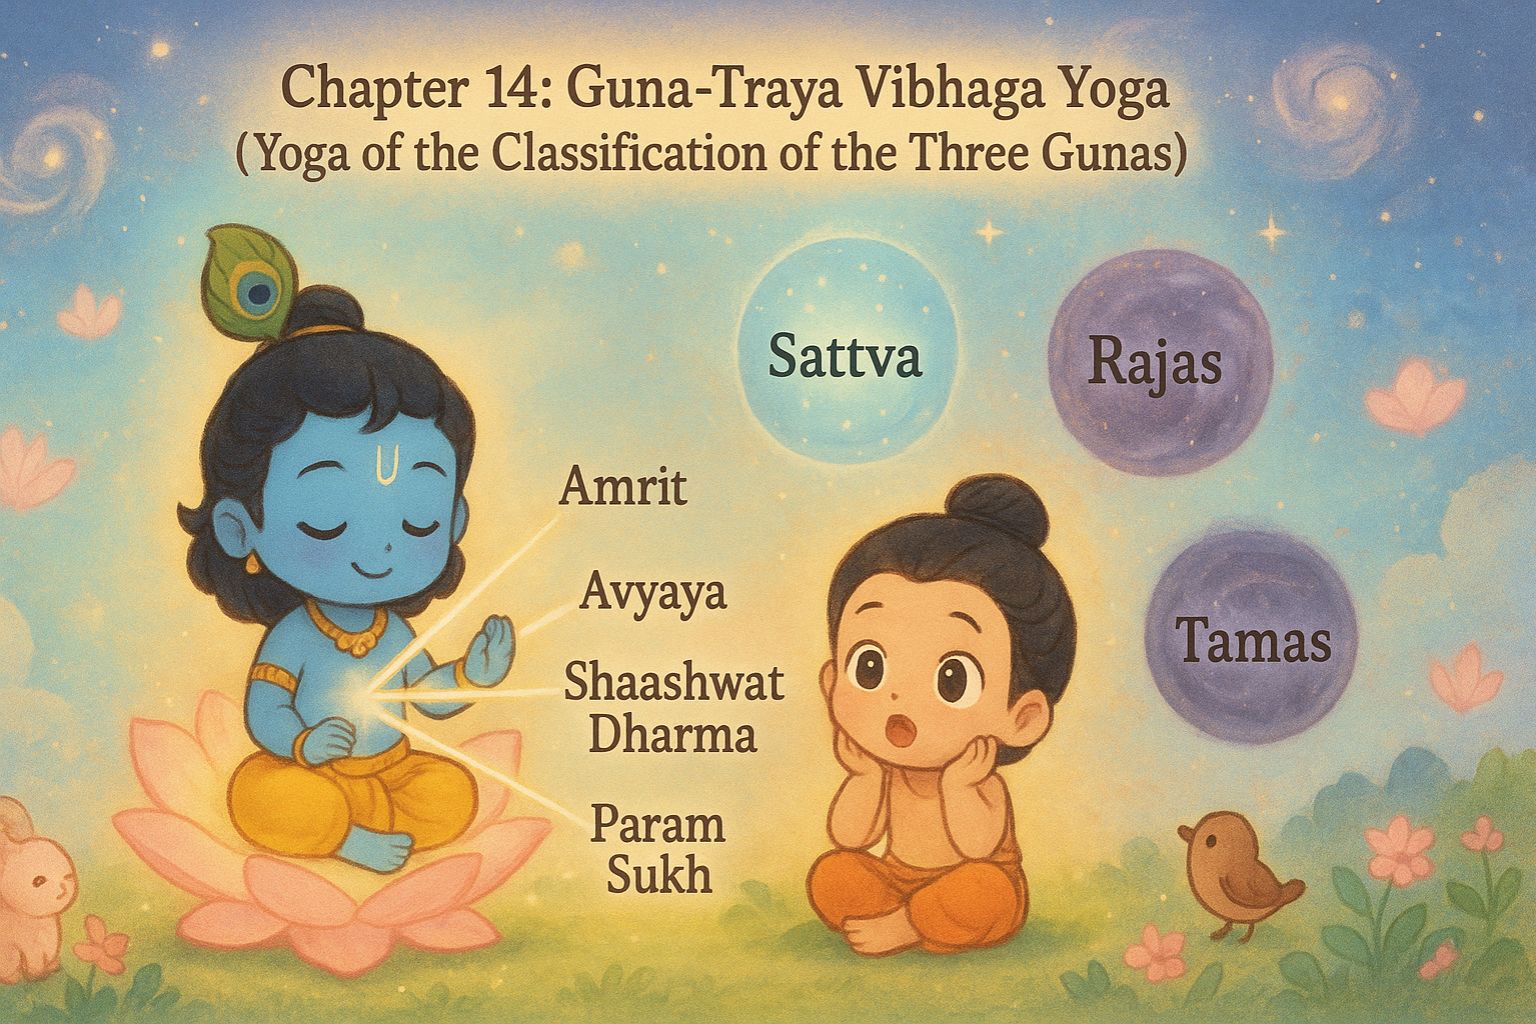 Chapter 14: Guna-Traya Vibhaga Yoga
(Yoga of the Classification of the Three Gunas)
Sattva
Rajas
Tamas
Amrit
Avyaya
Shaashwat
Dharma
Param
Sukh